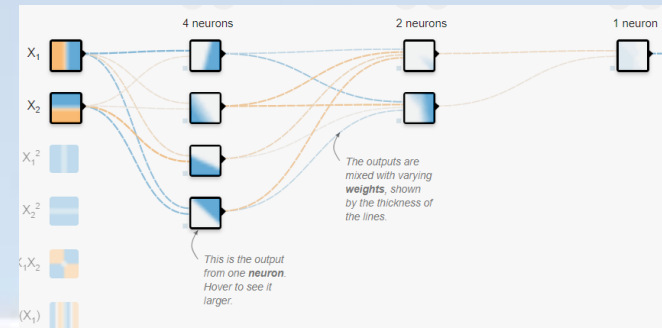 4 neurons
2 neurons
1 neuron
X1
X2
X1²
X2²
X1X2
(X1)
The outputs are
mixed with varying
weights, shown
by the thickness of
the lines.
This is the output
from one neuron.
Hover to see it
larger.